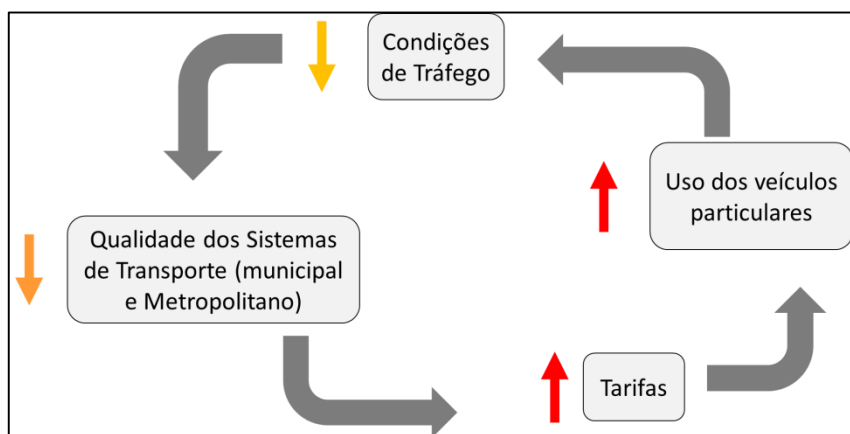 Condições
de Tráfego
Uso dos veículos
particulares
Qualidade dos Sistemas
de Transporte (municipal
e Metropolitano)
Tarifas